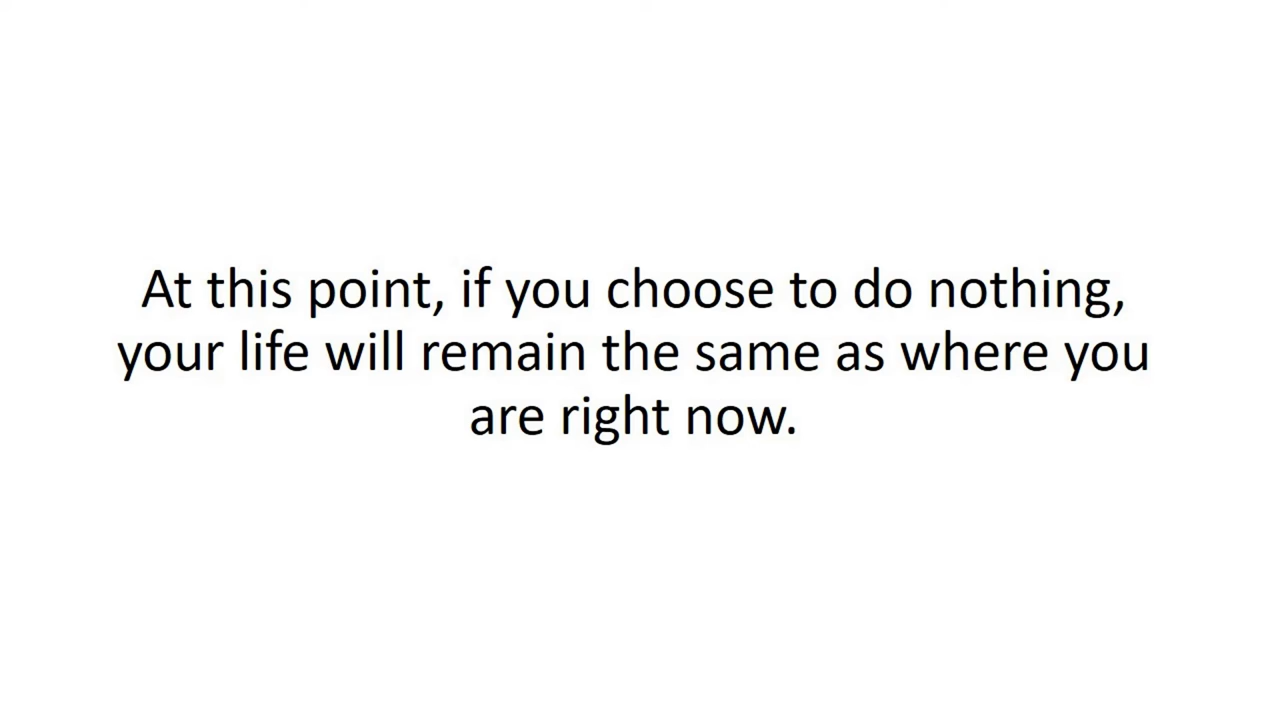 At this point, if you choose to do nothing,
your life will remain the same as where you
are right now.